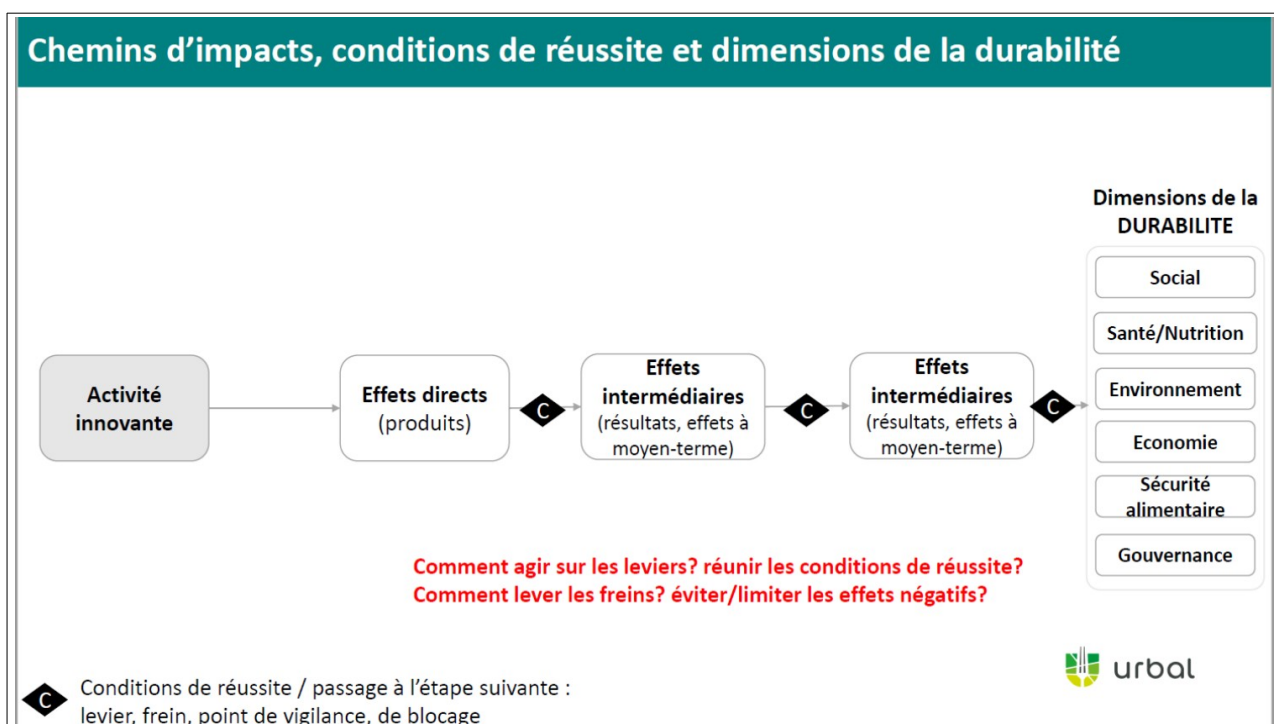 Chemins d'impacts, conditions de réussite et dimensions de la durabilité
Dimensions de la
DURABILITE
Social
Santé/Nutrition
Environnement
Economie
Sécurité
alimentaire
Gouvernance
Activité
innovante
Effets directs
(produits)
C
Effets
intermédiaires
(résultats, effets à
moyen-terme)
C
Effets
intermédiaires
(résultats, effets à
moyen-terme)
C
Comment agir sur les leviers? réunir les conditions de réussite?
Comment lever les freins? éviter/limiter les effets négatifs?
urbal
C
Conditions de réussite / passage à l'étape suivante :
levier, frein, point de vigilance, de blocage